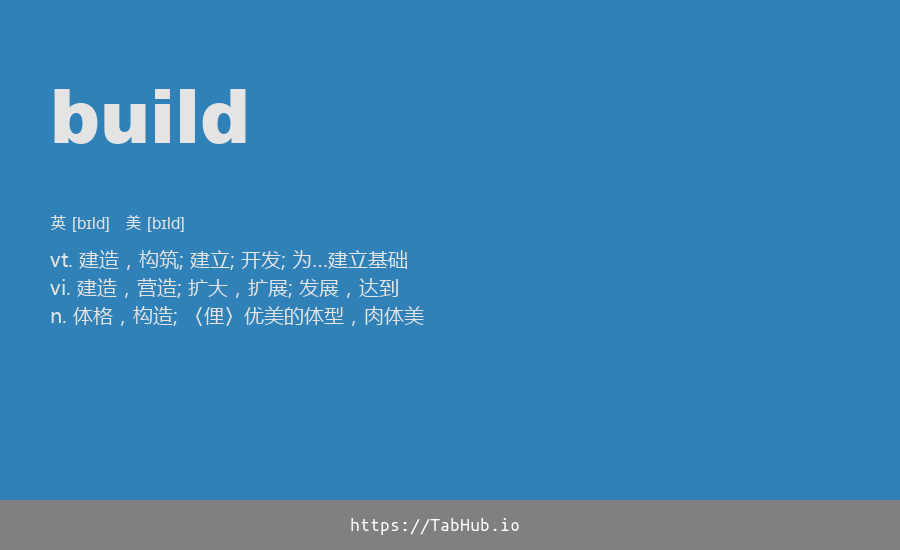 build
英 [bɪld] 美 [bɪld]
vt. 建造，构筑; 建立; 开发; 为...建立基础
vi. 建造，营造; 扩大，扩展; 发展，达到
n. 体格，构造; 〈俚〉优美的体型，肉体美
https://TabHub.io